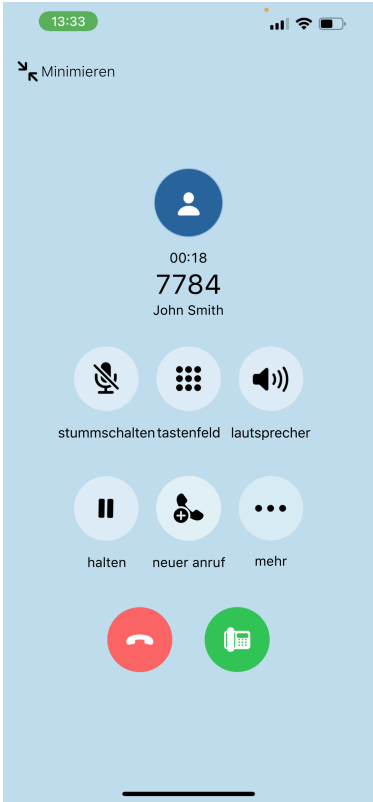 13:33
Minimieren
00:18
7784
John Smith
stummschalten tastenfeld lautsprecher
halten neuer anruf mehr